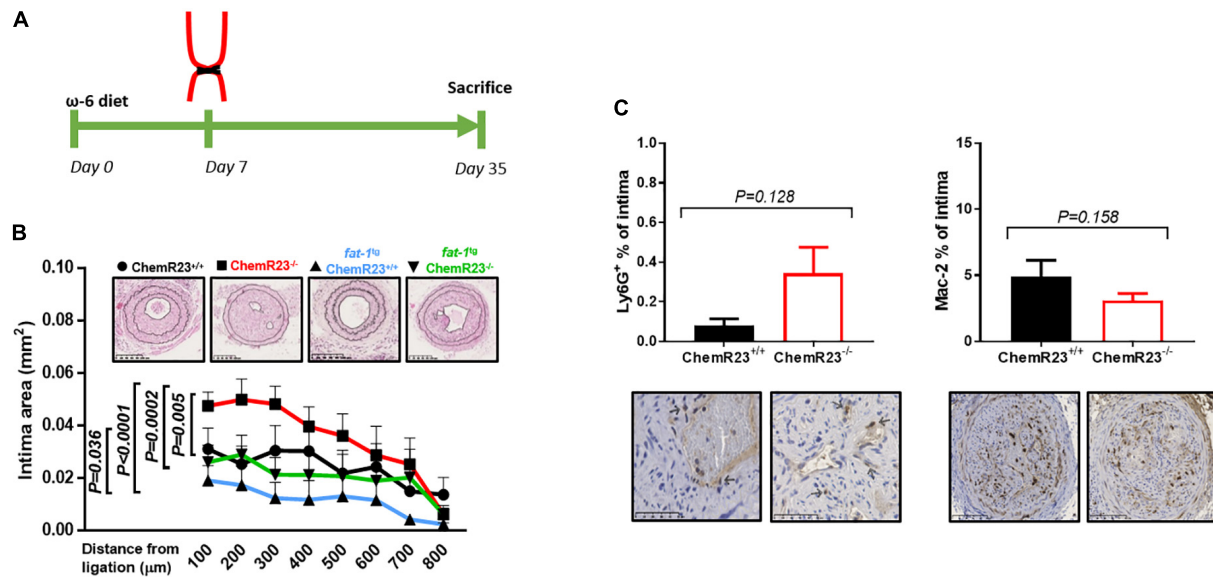 A
ω-6 diet
Sacrifice
Day 0
Day 7
Day 35
B
Intima area (mm²)
0.10
0.08
0.06
0.04
0.02
0.00
ChemR23+/+
ChemR23-/-
fat-1tg
ChemR23+/+
fat-1tg
ChemR23-/-
P=0.036
P<0.0001
P=0.0002
P=0.005
Distance from
ligation (µm)
100
200
300
400
500
600
700
800
C
Ly6G+ % of intima
1.0
0.8
0.6
0.4
0.2
0.0
P=0.128
ChemR23+/+
ChemR23-/-
Mac-2 % of intima
15
10
5
0
P=0.158
ChemR23+/+
ChemR23-/-